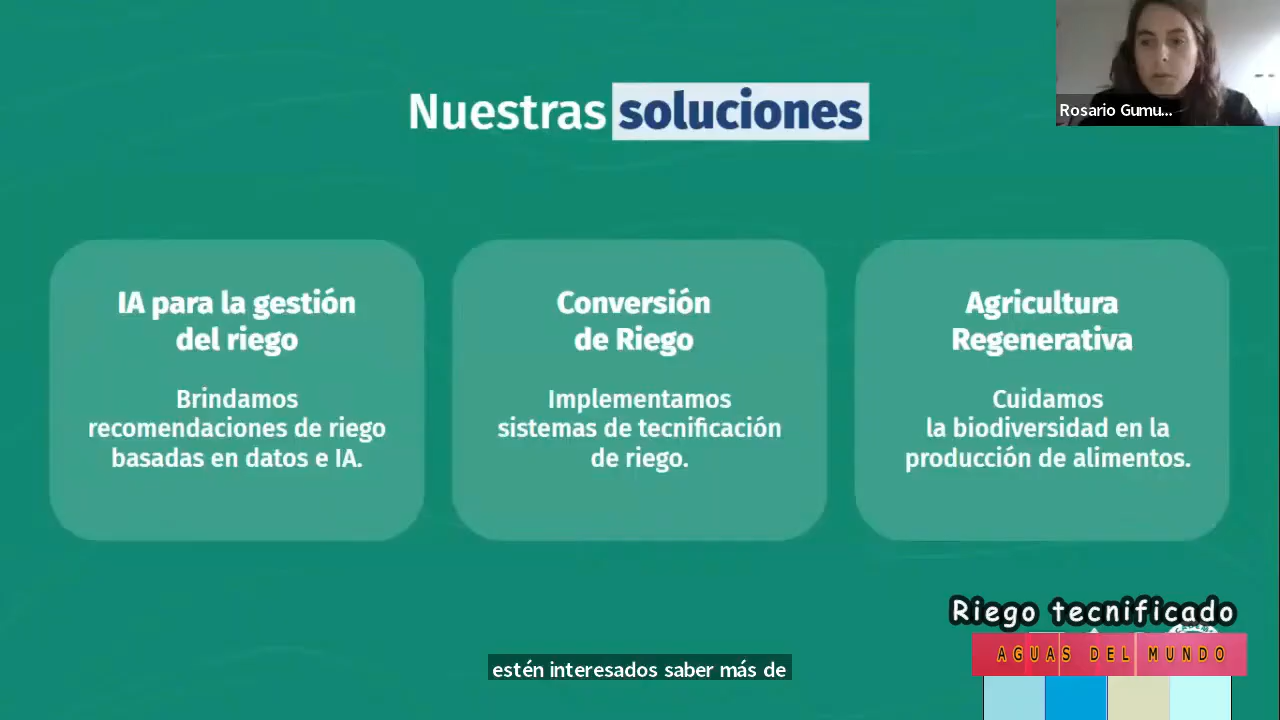 Nuestras soluciones
Rosario Gumu...
IA para la gestión
del riego
Brindamos
recomendaciones de riego
basadas en datos e IA.
Conversión
de Riego
Implementamos
sistemas de tecnificación
de riego.
Agricultura
Regenerativa
Cuidamos
la biodiversidad en la
producción de alimentos.
Riego tecnificado
AGUAS DEL MUNDO
estén interesados saber más de